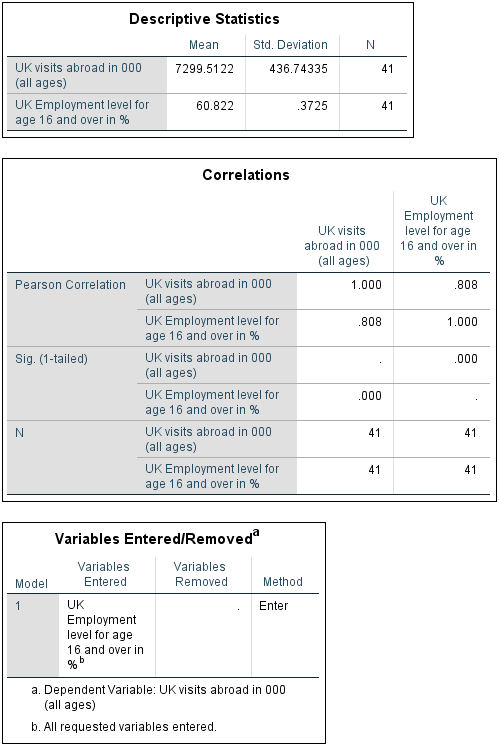 Descriptive Statistics
Mean Std. Deviation N
UK visits abroad in 000 7299.5122 436.74335 41
(all ages)
UK Employment level for 60.822 .3725 41
age 16 and over in %
Correlations
UK
Employment
UK visits level for age
abroad in 000 16 and over in
(all ages) %
Pearson Correlation UK visits abroad in 000 1.000 .808
(all ages)
UK Employment level for .808 1.000
age 16 and over in %
Sig. (1-tailed) UK visits abroad in 000 . .000
(all ages)
UK Employment level for .000 .
age 16 and over in %
N UK visits abroad in 000 41 41
(all ages)
UK Employment level for 41 41
age 16 and over in %
Variables Entered/Removedᵃ
Variables Variables
Model Entered Removed Method
1 UK . Enter
Employment
level for age
16 and over in
%ᵇ
a. Dependent Variable: UK visits abroad in 000
(all ages)
b. All requested variables entered.